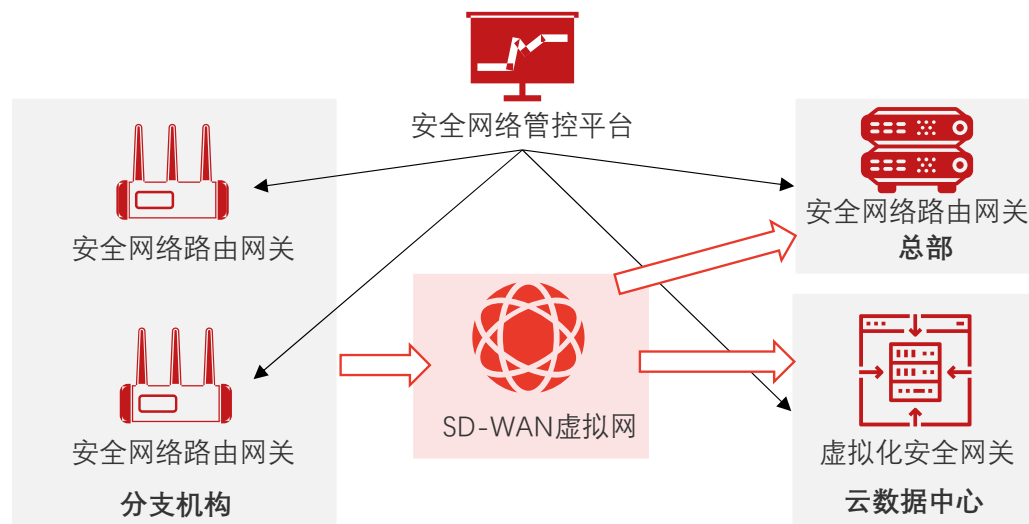 安全网络管控平台
安全网络路由网关
安全网络路由网关
分支机构
SD-WAN虚拟网
安全网络路由网关
总部
虚拟化安全网关
云数据中心